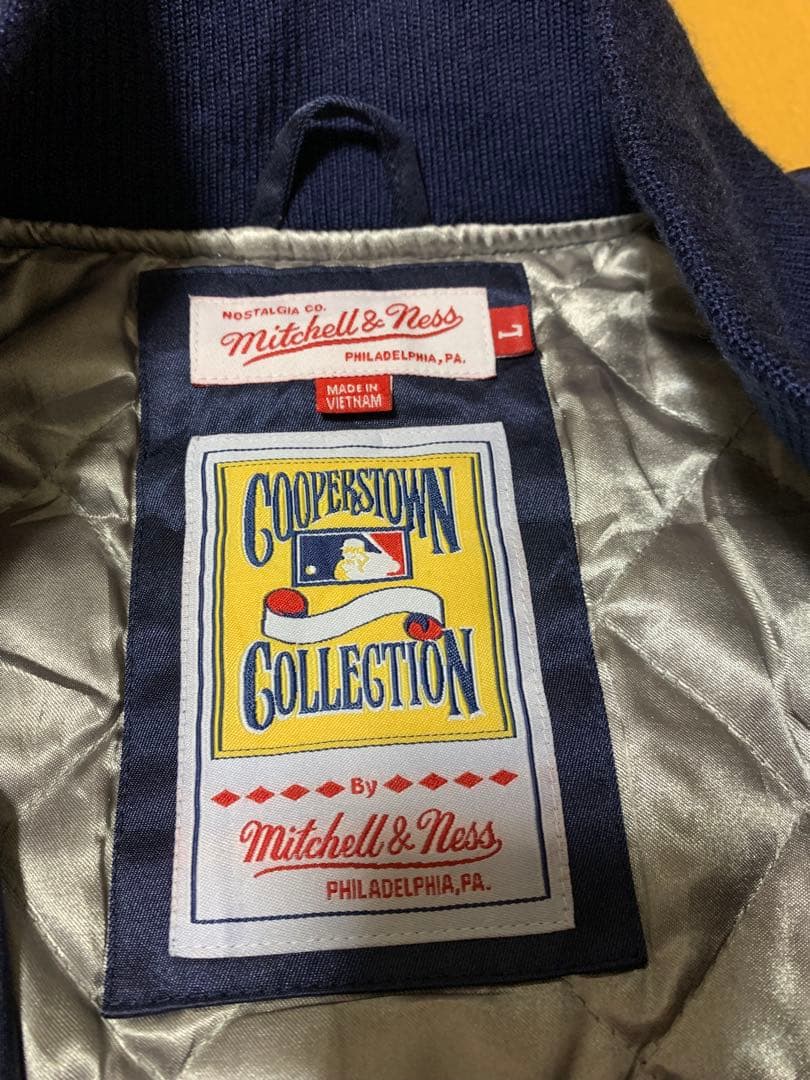 NOSTALGIA CO.
Mitchell & Ness
PHILADELPHIA, PA.
L
MADE IN
VIETNAM
COOPERSTOWN
COLLECTION
By
Mitchell & Ness
PHILADELPHIA, PA.